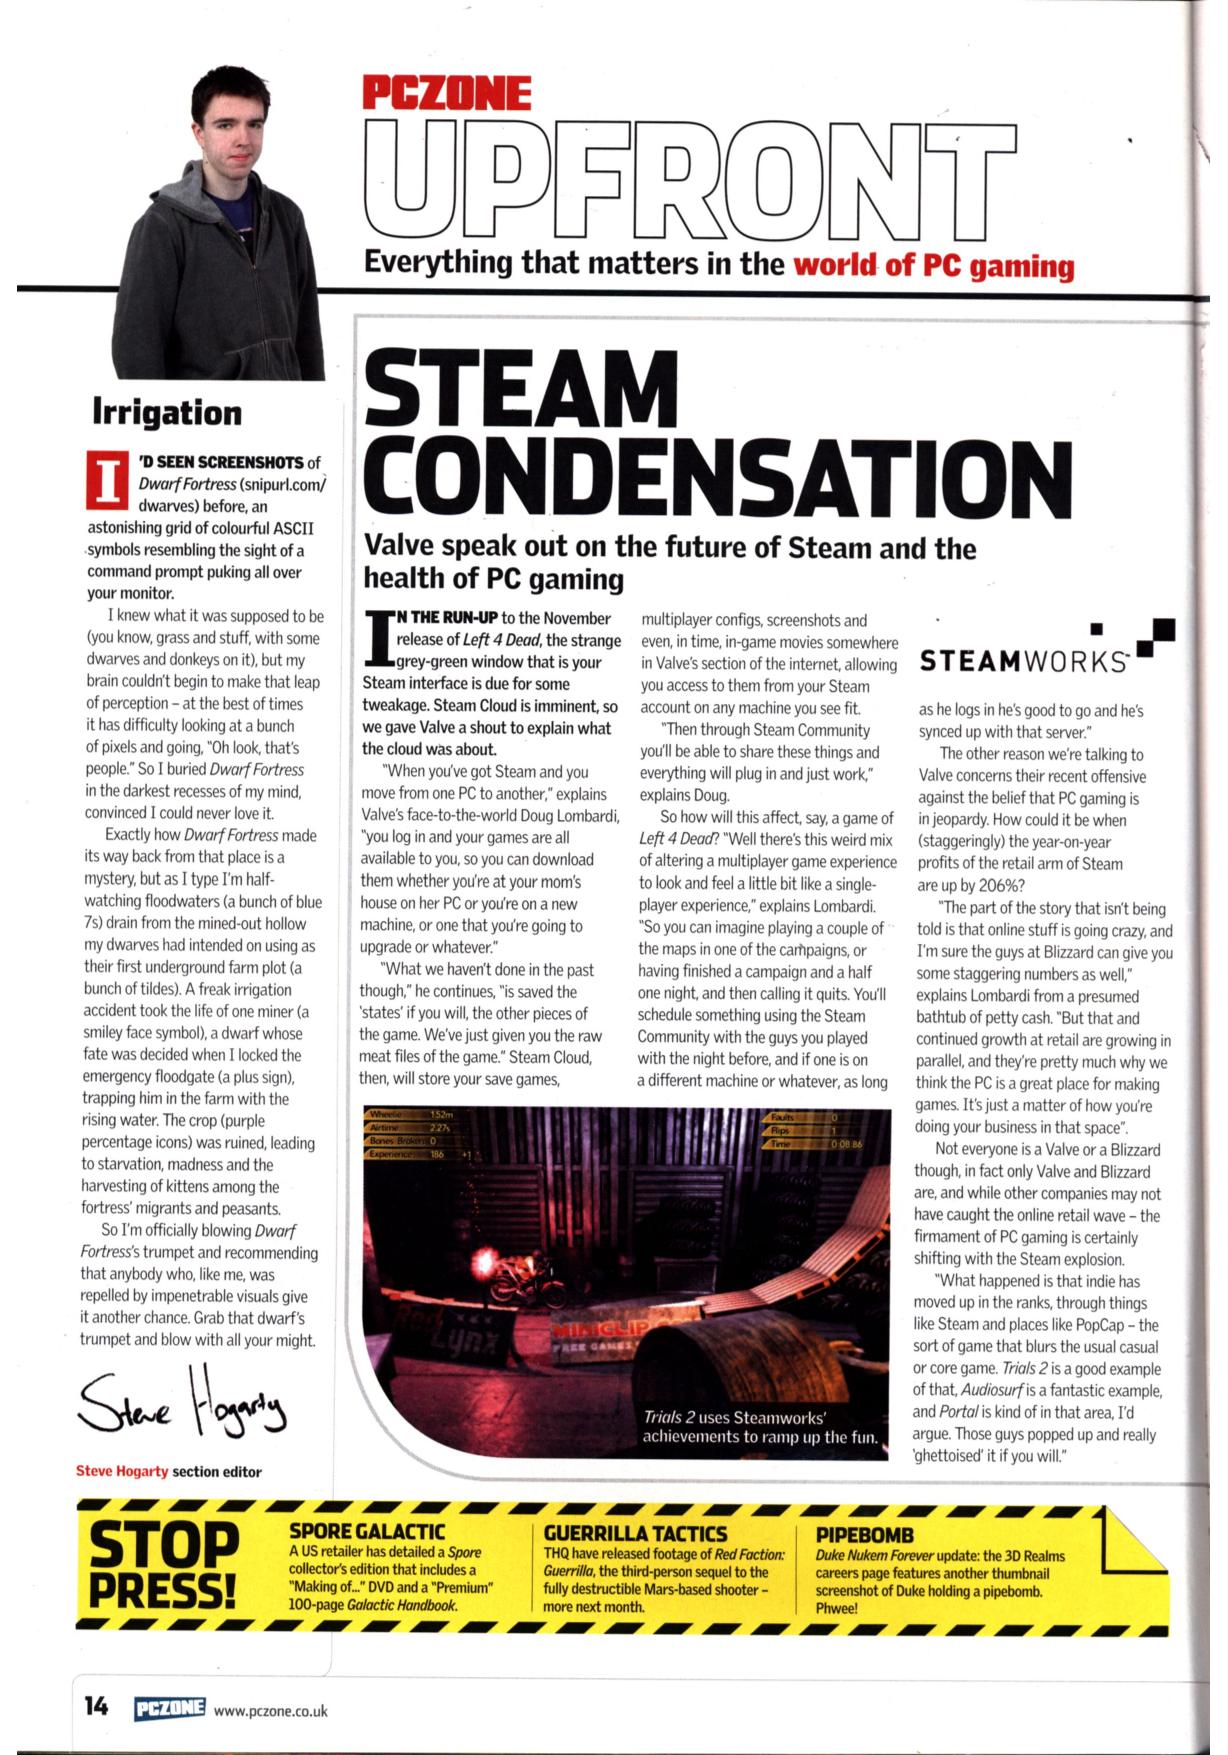 PCZONE
UPFRONT
Everything that matters in the world of PC gaming
Irrigation
I'D SEEN SCREENSHOTS of
Dwarf Fortress (snipurl.com/
dwarves) before, an
astonishing grid of colourful ASCII
symbols resembling the sight of a
command prompt puking all over
your monitor.
I knew what it was supposed to be
(you know, grass and stuff, with some
dwarves and donkeys on it), but my
brain couldn't begin to make that leap
of perception – at the best of times
it has difficulty looking at a bunch
of pixels and going, "Oh look, that's
people." So I buried Dwarf Fortress
in the darkest recesses of my mind,
convinced I could never love it.
Exactly how Dwarf Fortress made
its way back from that place is a
mystery, but as I type I'm half-
watching floodwaters (a bunch of blue
7s) drain from the mined-out hollow
my dwarves had intended on using as
their first underground farm plot (a
bunch of tildes). A freak irrigation
accident took the life of one miner (a
smiley face symbol), a dwarf whose
fate was decided when I locked the
emergency floodgate (a plus sign),
trapping him in the farm with the
rising water. The crop (purple
percentage icons) was ruined, leading
to starvation, madness and the
harvesting of kittens among the
fortress' migrants and peasants.
So I'm officially blowing Dwarf
Fortress's trumpet and recommending
that anybody who, like me, was
repelled by impenetrable visuals give
it another chance. Grab that dwarf's
trumpet and blow with all your might.
Steve Hogarty
Steve Hogarty section editor
STEAM
CONDENSATION
Valve speak out on the future of Steam and the
health of PC gaming
IN THE RUN-UP to the November
release of Left 4 Dead, the strange
grey-green window that is your
Steam interface is due for some
tweakage. Steam Cloud is imminent, so
we gave Valve a shout to explain what
the cloud was about.
"When you've got Steam and you
move from one PC to another," explains
Valve's face-to-the-world Doug Lombardi,
"you log in and your games are all
available to you, so you can download
them whether you're at your mom's
house on her PC or you're on a new
machine, or one that you're going to
upgrade or whatever."
"What we haven't done in the past
though," he continues, "is saved the
'states' if you will, the other pieces of
the game. We've just given you the raw
meat files of the game." Steam Cloud,
then, will store your save games,
multiplayer configs, screenshots and
even, in time, in-game movies somewhere
in Valve's section of the internet, allowing
you access to them from your Steam
account on any machine you see fit.
"Then through Steam Community
you'll be able to share these things and
everything will plug in and just work,"
explains Doug.
So how will this affect, say, a game of
Left 4 Dead? "Well there's this weird mix
of altering a multiplayer game experience
to look and feel a little bit like a single-
player experience," explains Lombardi.
"So you can imagine playing a couple of
the maps in one of the campaigns, or
having finished a campaign and a half
one night, and then calling it quits. You'll
schedule something using the Steam
Community with the guys you played
with the night before, and if one is on
a different machine or whatever, as long
STEAMWORKS™
as he logs in he's good to go and he's
synced up with that server."
The other reason we're talking to
Valve concerns their recent offensive
against the belief that PC gaming is
in jeopardy. How could it be when
(staggeringly) the year-on-year
profits of the retail arm of Steam
are up by 206%?
"The part of the story that isn't being
told is that online stuff is going crazy, and
I'm sure the guys at Blizzard can give you
some staggering numbers as well,"
explains Lombardi from a presumed
bathtub of petty cash. "But that and
continued growth at retail are growing in
parallel, and they're pretty much why we
think the PC is a great place for making
games. It's just a matter of how you're
doing your business in that space".
Not everyone is a Valve or a Blizzard
though, in fact only Valve and Blizzard
are, and while other companies may not
have caught the online retail wave – the
firmament of PC gaming is certainly
shifting with the Steam explosion.
"What happened is that indie has
moved up in the ranks, through things
like Steam and places like PopCap – the
sort of game that blurs the usual casual
or core game. Trials 2 is a good example
of that, Audiosurf is a fantastic example,
and Portal is kind of in that area, I'd
argue. Those guys popped up and really
'ghettoised' it if you will."
Wheelie 1.52m
Airtime 2.27s
Bones Broken 0
Experience 186 +1
Faults 0
Flips 1
Time 0:08.86
Red Lynx
MINICLIP.COM
FREE GAMES
Trials 2 uses Steamworks'
achievements to ramp up the fun.
STOP
PRESS!
SPORE GALACTIC
A US retailer has detailed a Spore
collector's edition that includes a
"Making of..." DVD and a "Premium"
100-page Galactic Handbook.
GUERRILLA TACTICS
THQ have released footage of Red Faction:
Guerrilla, the third-person sequel to the
fully destructible Mars-based shooter –
more next month.
PIPEBOMB
Duke Nukem Forever update: the 3D Realms
careers page features another thumbnail
screenshot of Duke holding a pipebomb.
Phwee!
14 PCZONE www.pczone.co.uk